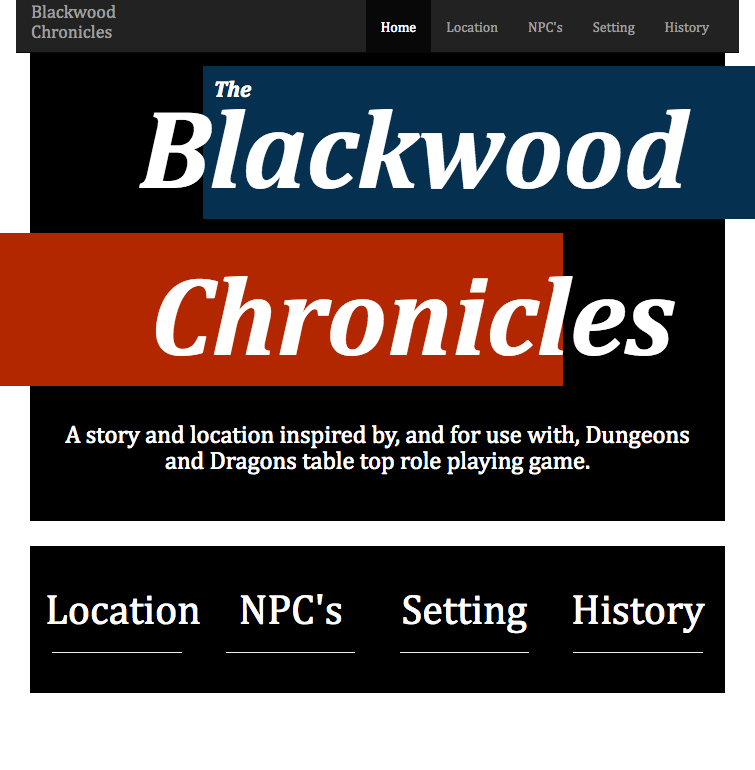 Blackwood
Chronicles
Home Location NPC's Setting History
The
Blackwood
Chronicles
A story and location inspired by, and for use with, Dungeons
and Dragons table top role playing game.
Location NPC's Setting History